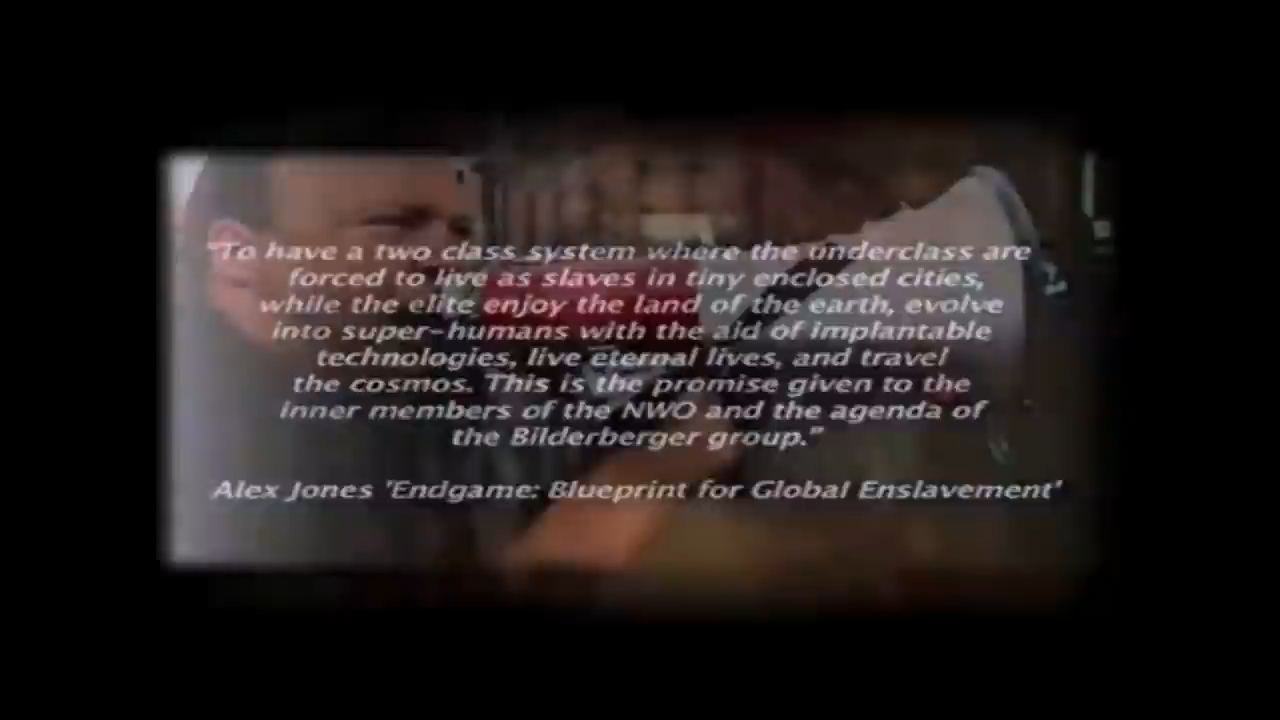 "To have a two class system where the underclass are
forced to live as slaves in tiny enclosed cities,
while the elite enjoy the land of the earth, evolve
into super-humans with the aid of implantable
technologies, live eternal lives, and travel
the cosmos. This is the promise given to the
inner members of the NWO and the agenda of
the Bilderberger group."
Alex Jones 'Endgame: Blueprint for Global Enslavement'